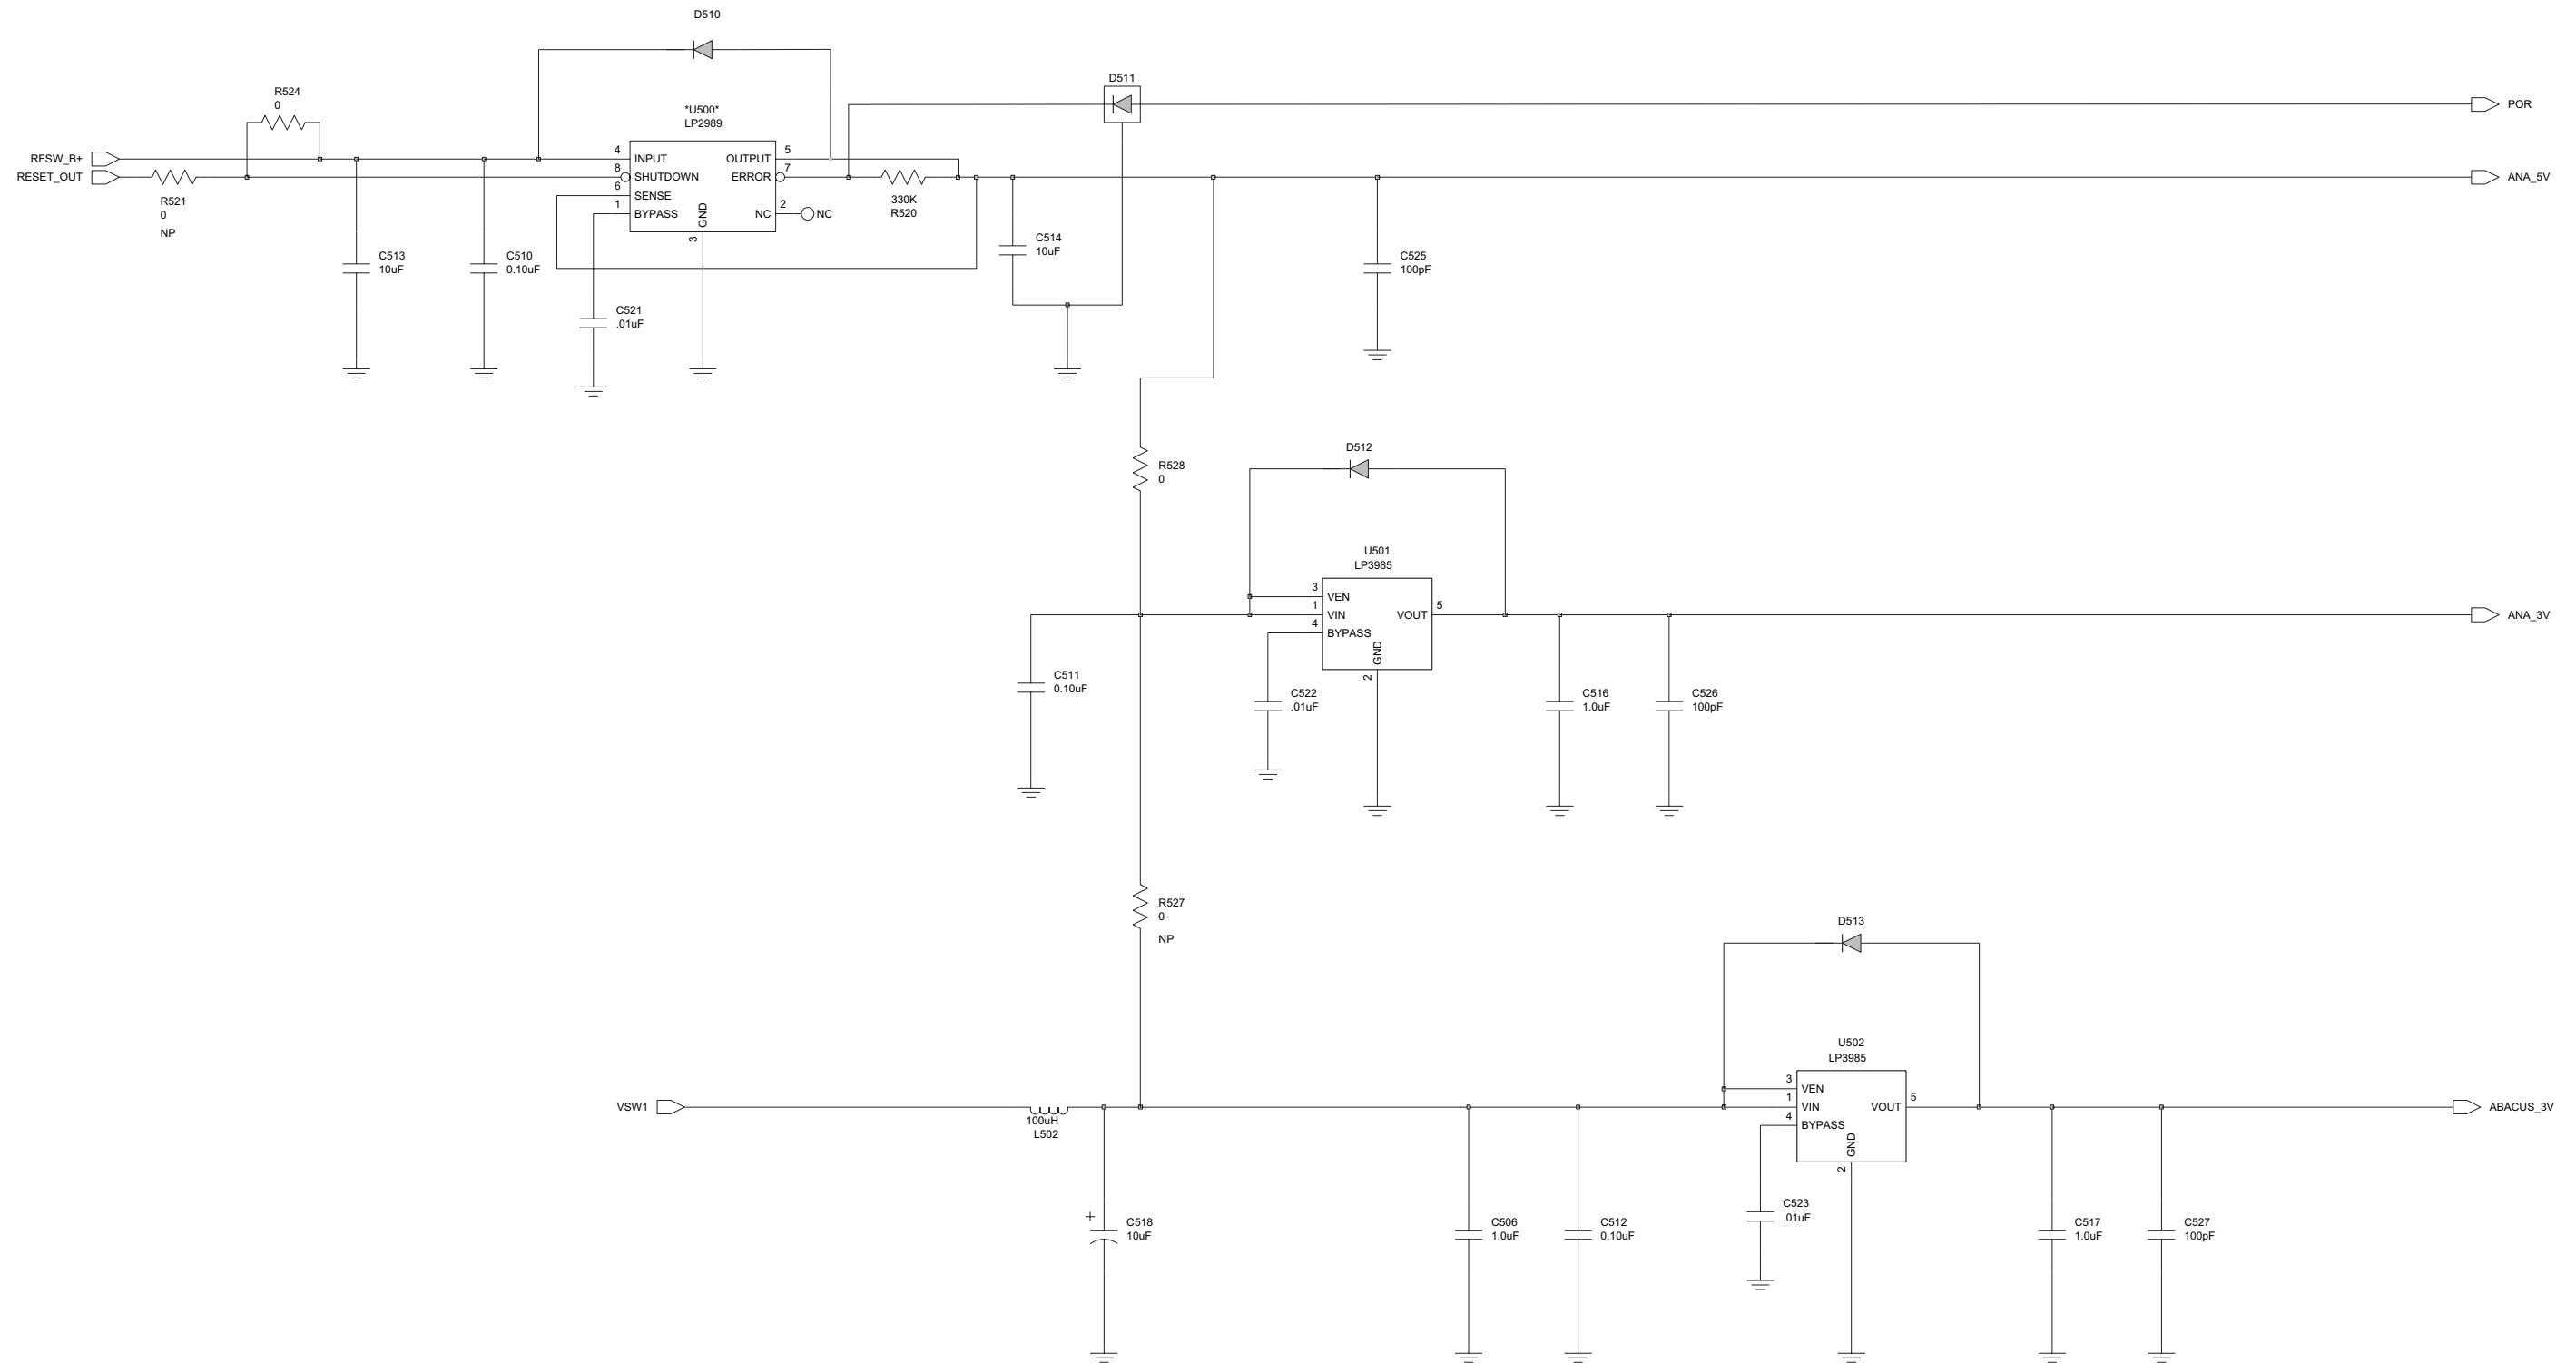 D510
D511
R524
0
*U500*
LP2989
POR
RFSW_B+
4
INPUT
OUTPUT
5
RESET_OUT
8
SHUTDOWN
ERROR
7
ANA_5V
6
SENSE
R521
0
NP
1
BYPASS
GND
NC
2
NC
3
330K
R520
C513
10uF
C510
0.10uF
C514
10uF
C525
100pF
C521
.01uF
R528
0
D512
U501
LP3985
3
VEN
1
VIN
VOUT
5
ANA_3V
4
BYPASS
GND
2
C511
0.10uF
C522
.01uF
C516
1.0uF
C526
100pF
R527
0
NP
D513
U502
LP3985
3
VEN
VSW1
100uH
L502
1
VIN
VOUT
5
ABACUS_3V
4
BYPASS
GND
2
+
C518
10uF
C506
1.0uF
C512
0.10uF
C523
.01uF
C517
1.0uF
C527
100pF